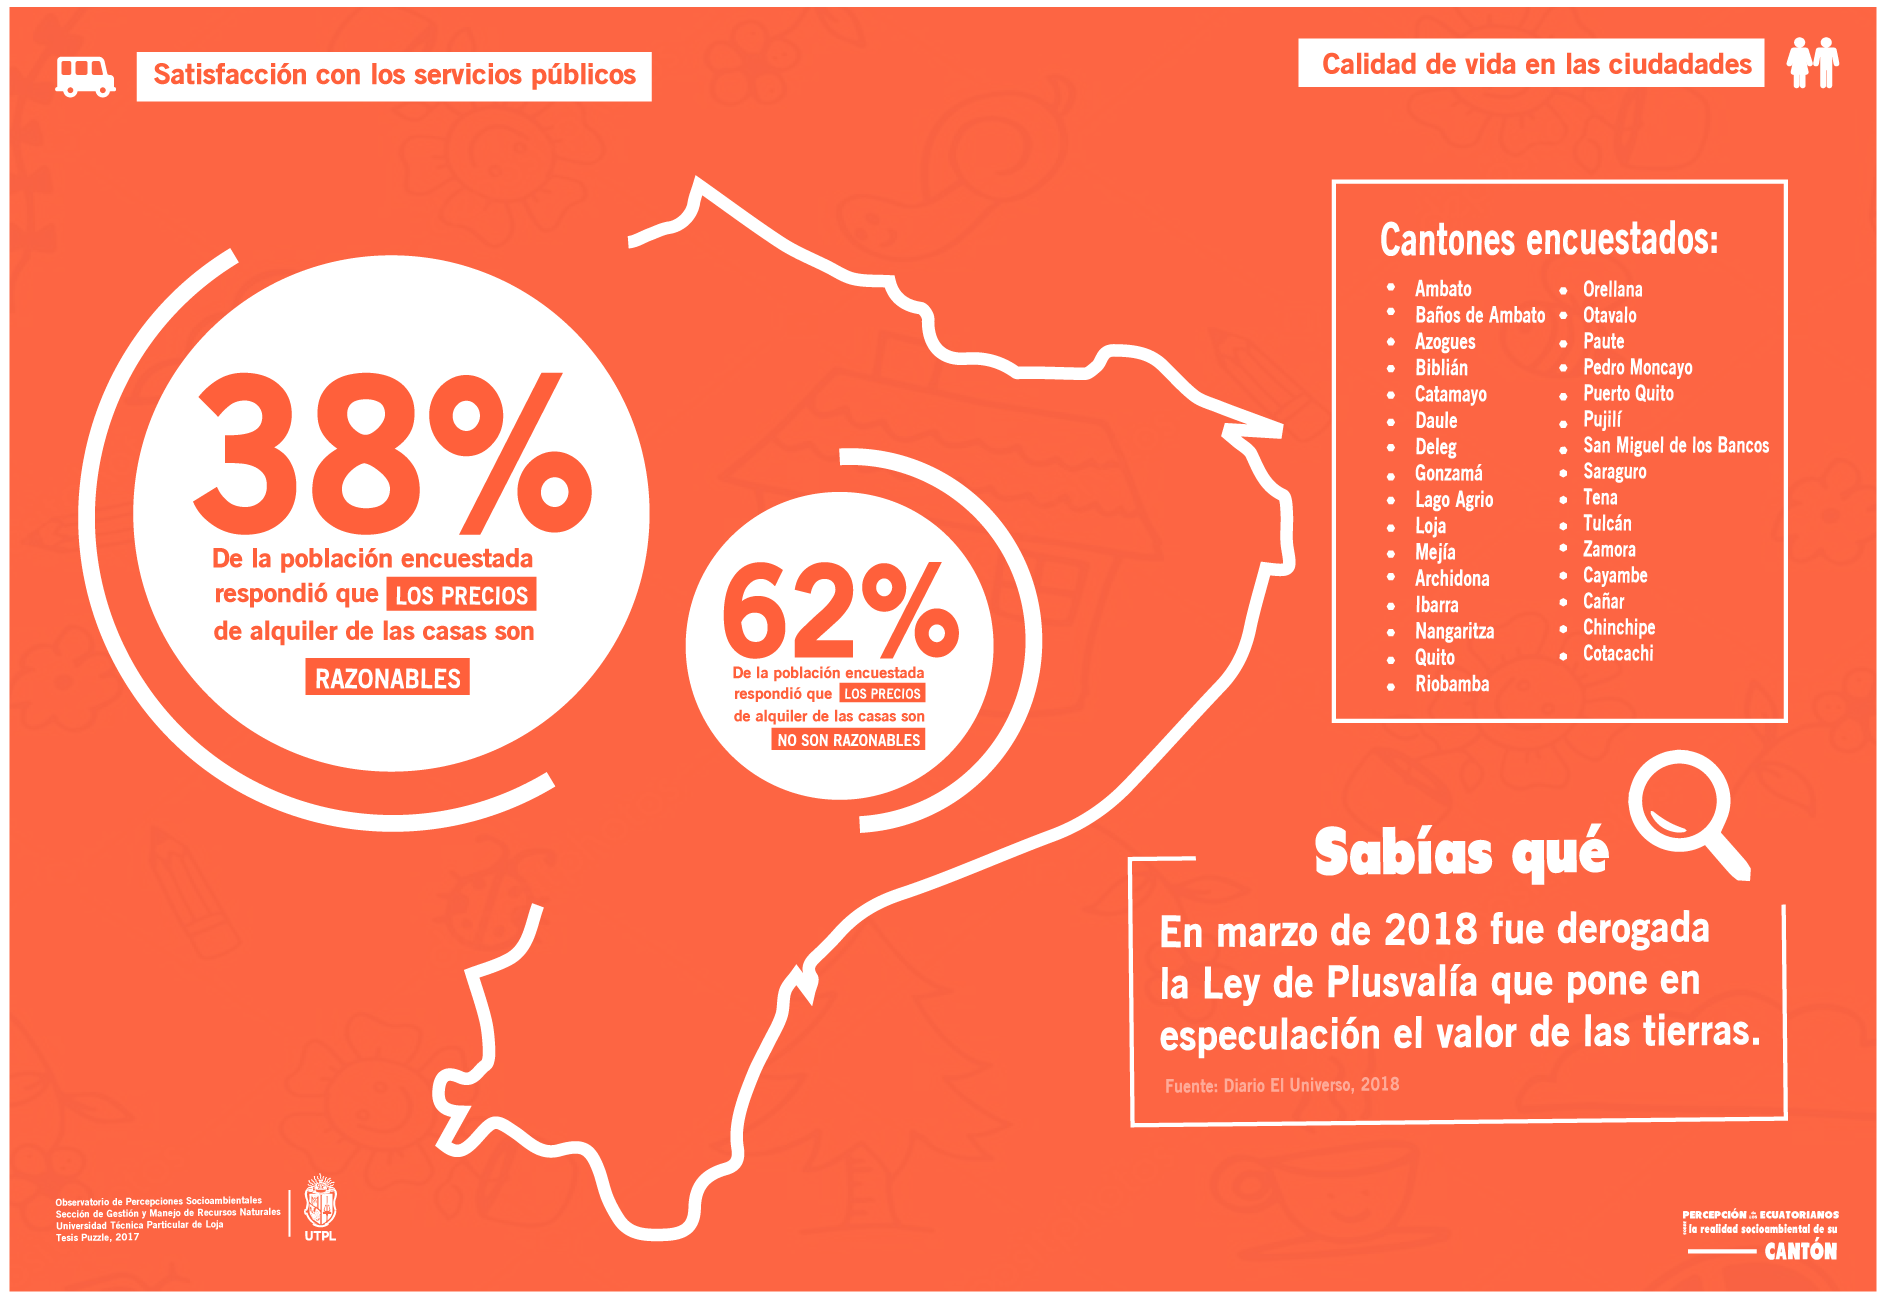 Satisfacción con los servicios públicos
Calidad de vida en las ciudadades
38%
De la población encuestada
respondió que LOS PRECIOS
de alquiler de las casas son
RAZONABLES
62%
De la población encuestada
respondió que LOS PRECIOS
de alquiler de las casas son
NO SON RAZONABLES
Cantones encuestados:
Ambato
Baños de Ambato
Azogues
Biblián
Catamayo
Daule
Deleg
Gonzamá
Lago Agrio
Loja
Mejía
Archidona
Ibarra
Nangaritza
Quito
Riobamba
Orellana
Otavalo
Paute
Pedro Moncayo
Puerto Quito
Pujilí
San Miguel de los Bancos
Saraguro
Tena
Tulcán
Zamora
Cayambe
Cañar
Chinchipe
Cotacachi
Sabías qué
En marzo de 2018 fue derogada
la Ley de Plusvalía que pone en
especulación el valor de las tierras.
Fuente: Diario El Universo, 2018
Observatorio de Percepciones Socioambientales
Sección de Gestión y Manejo de Recursos Naturales
Universidad Técnica Particular de Loja
Tesis Puzzle, 2017
UTPL
PERCEPCIÓN ECUATORIANOS
la realidad socioambiental de su
CANTÓN